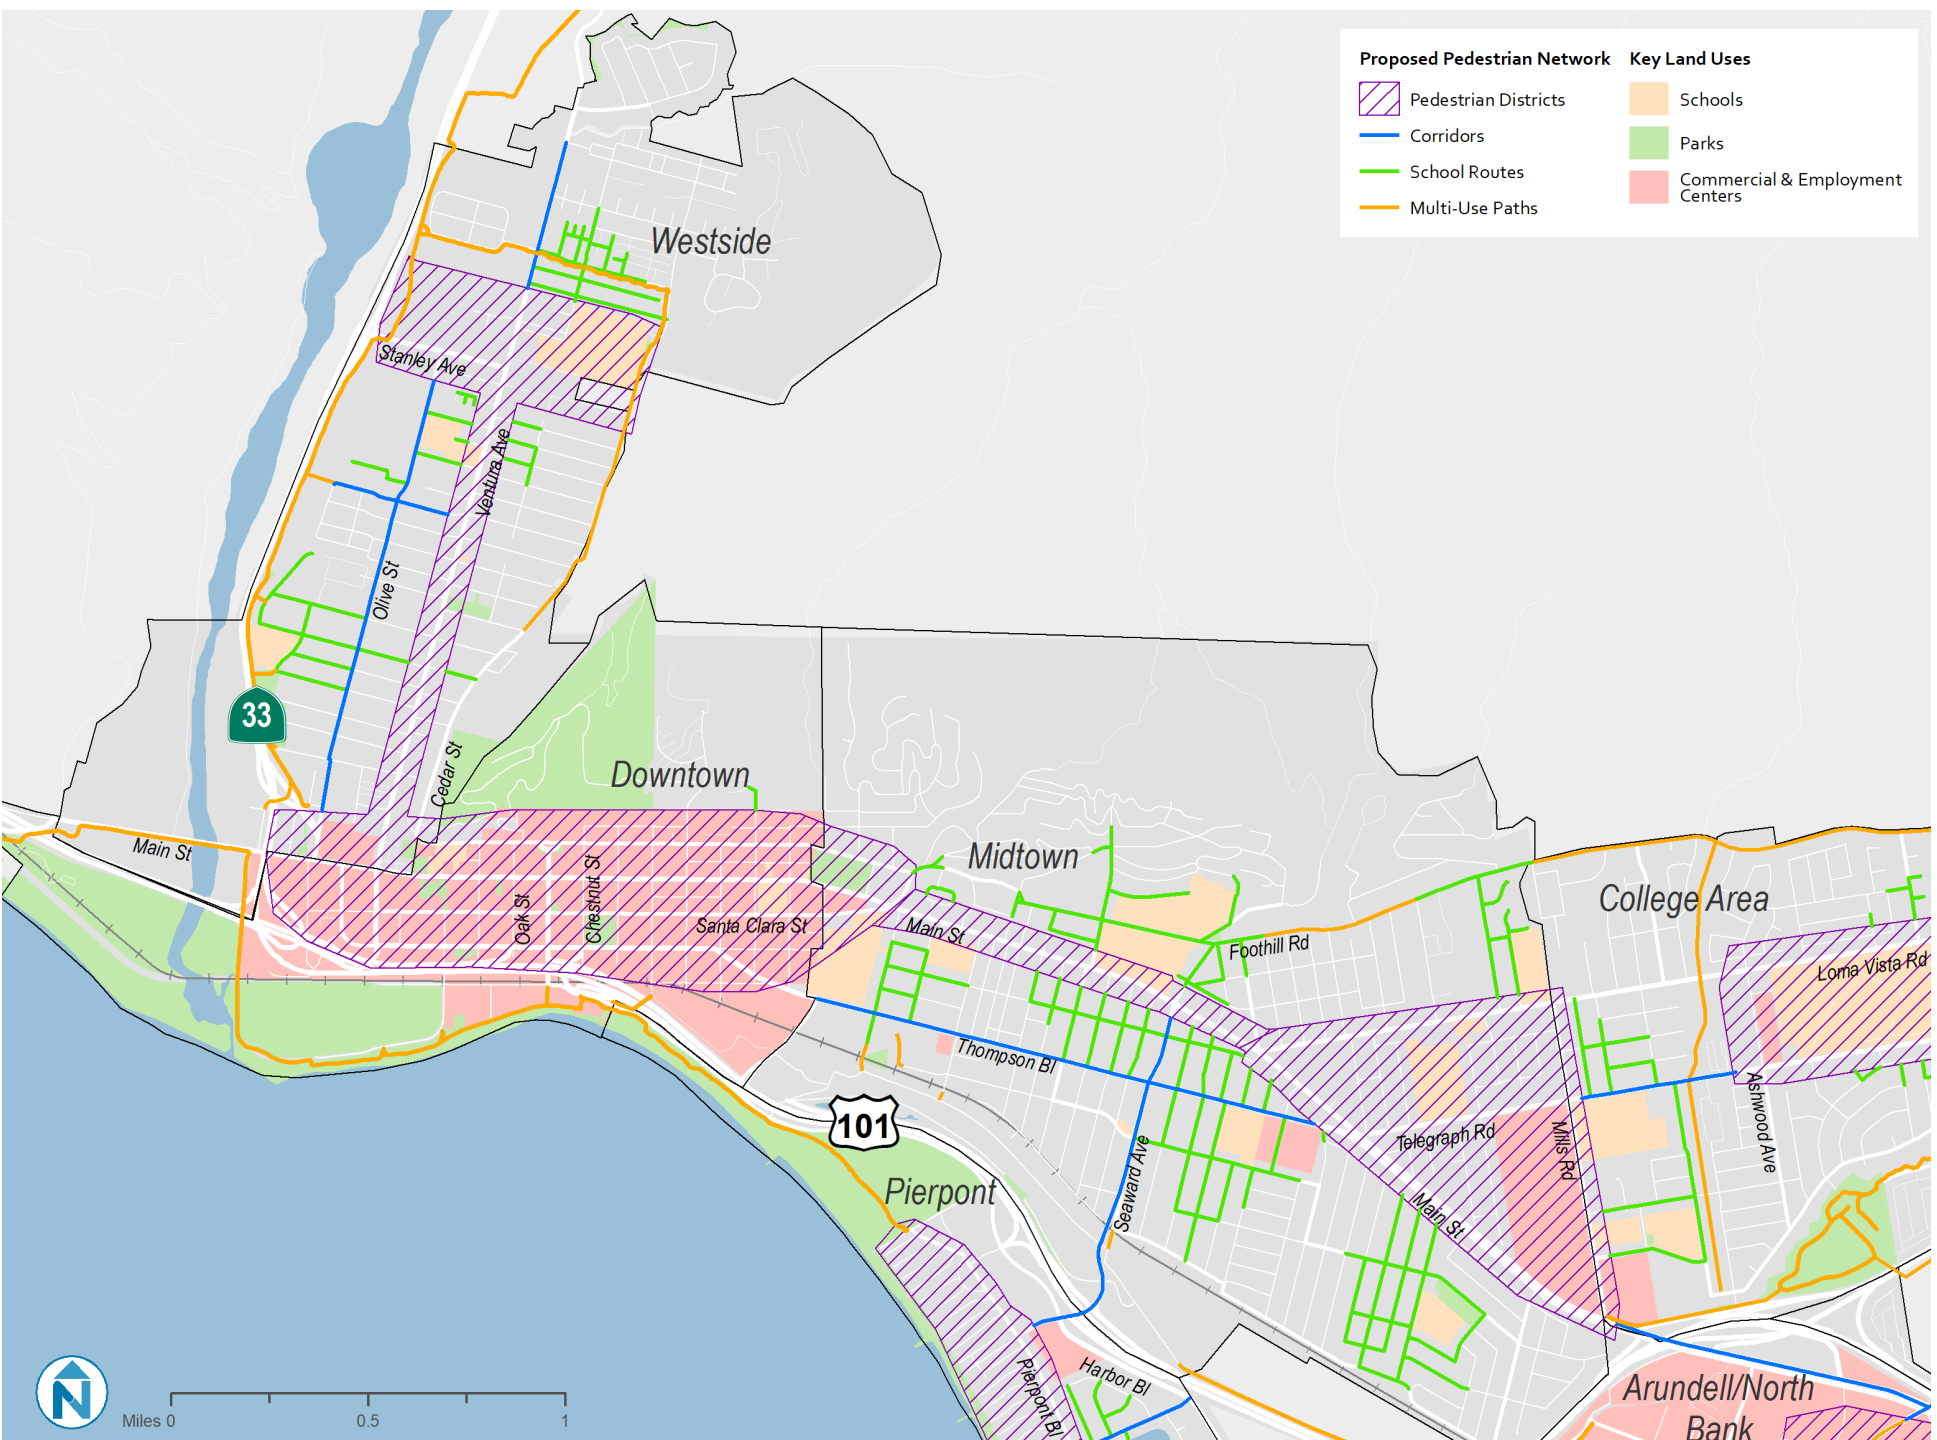 Proposed Pedestrian Network
Pedestrian Districts
Corridors
School Routes
Multi-Use Paths
Key Land Uses
Schools
Parks
Commercial & Employment
Centers
Westside
Stanley Ave
Ventura Ave
Olive St
33
Cedar St
Downtown
Main St
Midtown
College Area
Oak St
Chestnut St
Santa Clara St
Main St
Foothill Rd
Loma Vista Rd
Thompson Bl
101
Ashwood Ave
Telegraph Rd
Mills Rd
Pierpont
Seaward Ave
Main St
Pierpont Bl
Harbor Bl
Arundell/North
Bank
N
Miles 0
0.5
1